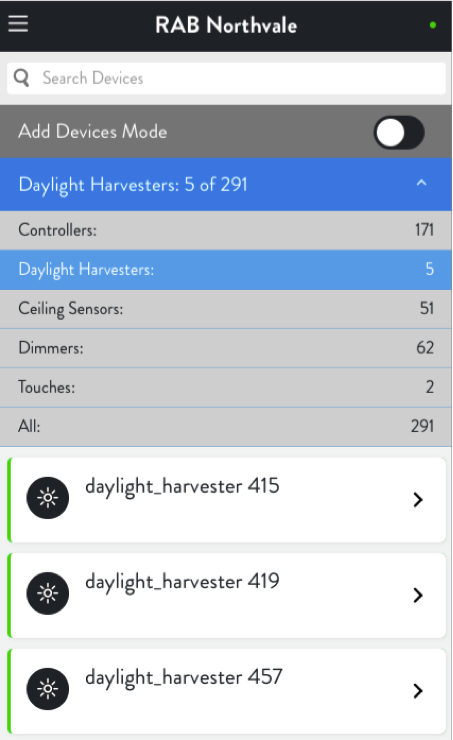 RAB Northvale
Search Devices
Add Devices Mode
Daylight Harvesters: 5 of 291
Controllers: 171
Daylight Harvesters: 5
Ceiling Sensors: 51
Dimmers: 62
Touches: 2
All: 291
daylight_harvester 415
daylight_harvester 419
daylight_harvester 457